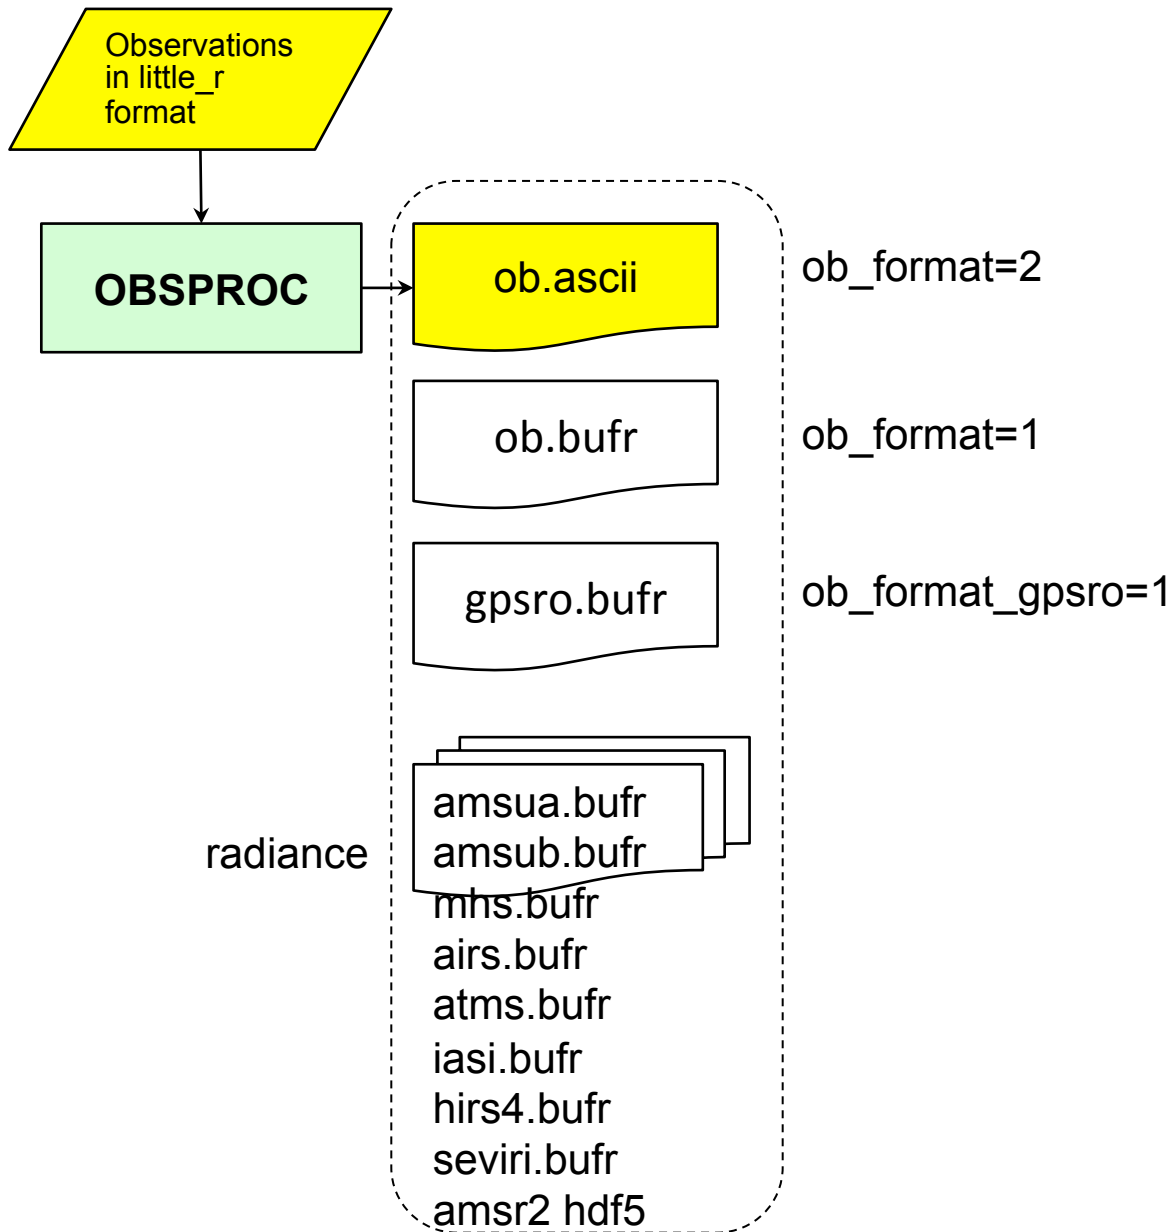 Observations
in little_r
format
OBSPROC
ob.ascii
ob_format=2
ob.bufr
ob_format=1
gpsro.bufr
ob_format_gpsro=1
radiance
amsua.bufr
amsub.bufr
mhs.bufr
airs.bufr
atms.bufr
iasi.bufr
hirs4.bufr
seviri.bufr
amsr2 hdf5